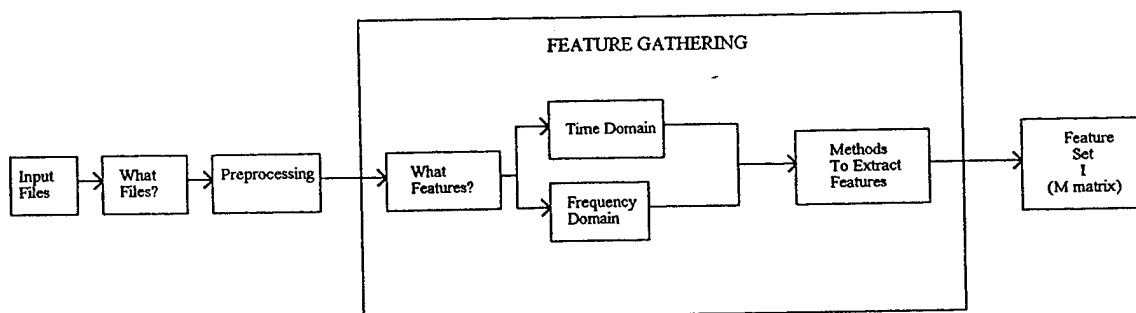 FEATURE GATHERING
Input
Files
What
Files?
Preprocessing
What
Features?
Time Domain
Frequency
Domain
Methods
To Extract
Features
Feature
Set
I
(M matrix)